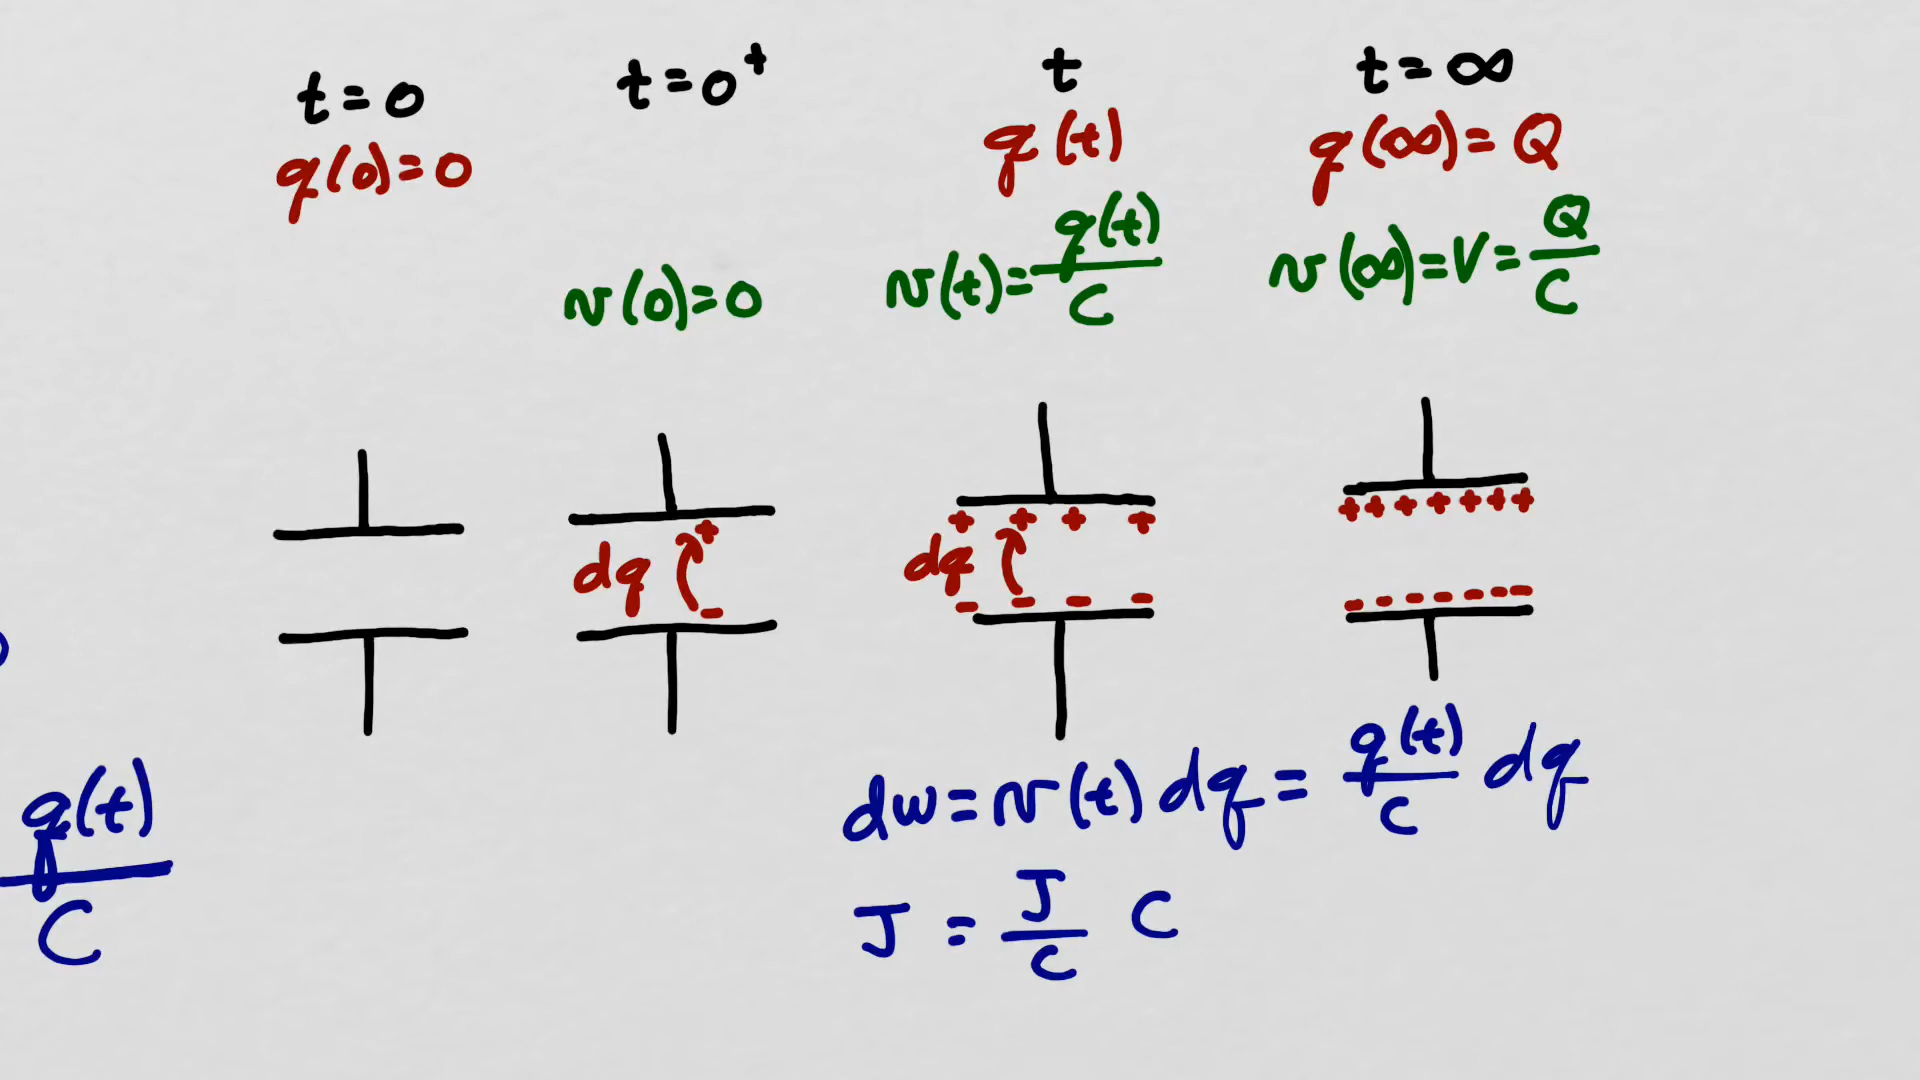 t = 0
q(0) = 0
t = 0⁺
v(0) = 0
t
q(t)
v(t) = q(t)/C
t = ∞
q(∞) = Q
v(∞) = V = Q/C
+
dq
-
+ + + +
dq
- - - -
+ + + + + + +
- - - - - - -
q(t)/C
dw = v(t) dq = q(t)/C dq
J = J/C C